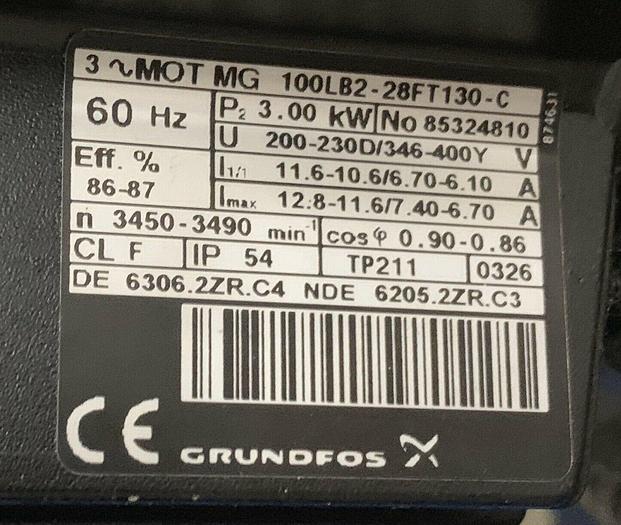 3 ∿MOT MG 100LB2-28FT130-C
60 Hz
P₂ 3.00 kW No 85324810
U 200-230D/346-400Y V
Eff. %
86-87
I₁/₁ 11.6-10.6/6.70-6.10 A
Imax 12.8-11.6/7.40-6.70 A
n 3450-3490 min⁻¹ cos φ 0.90-0.86
CL F IP 54 TP211 0326
DE 6306.2ZR.C4 NDE 6205.2ZR.C3
874631
CE GRUNDFOS